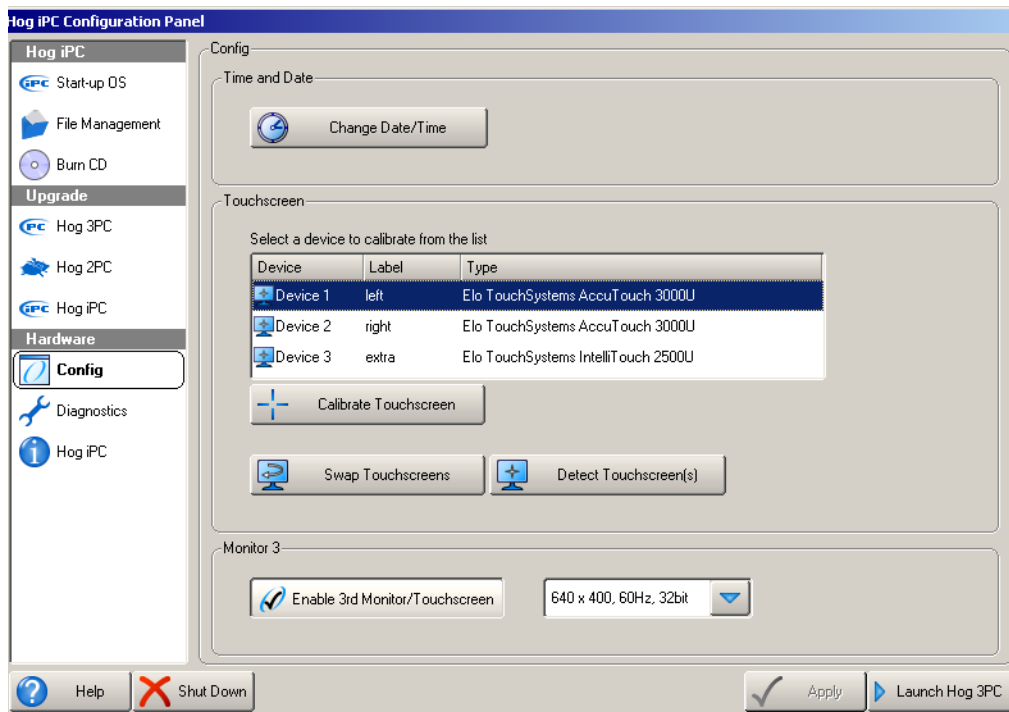 Hog iPC Configuration Panel
Hog iPC
iPC Start-up OS
File Management
Burn CD
Upgrade
PC Hog 3PC
Hog 2PC
iPC Hog iPC
Hardware
Config
Diagnostics
Hog iPC
Config
Time and Date
Change Date/Time
Touchscreen
Select a device to calibrate from the list
Device Label Type
Device 1 left Elo TouchSystems AccuTouch 3000U
Device 2 right Elo TouchSystems AccuTouch 3000U
Device 3 extra Elo TouchSystems IntelliTouch 2500U
Calibrate Touchscreen
Swap Touchscreens Detect Touchscreen(s)
Monitor 3
Enable 3rd Monitor/Touchscreen 640 x 400, 60Hz, 32bit
Help Shut Down Apply Launch Hog 3PC